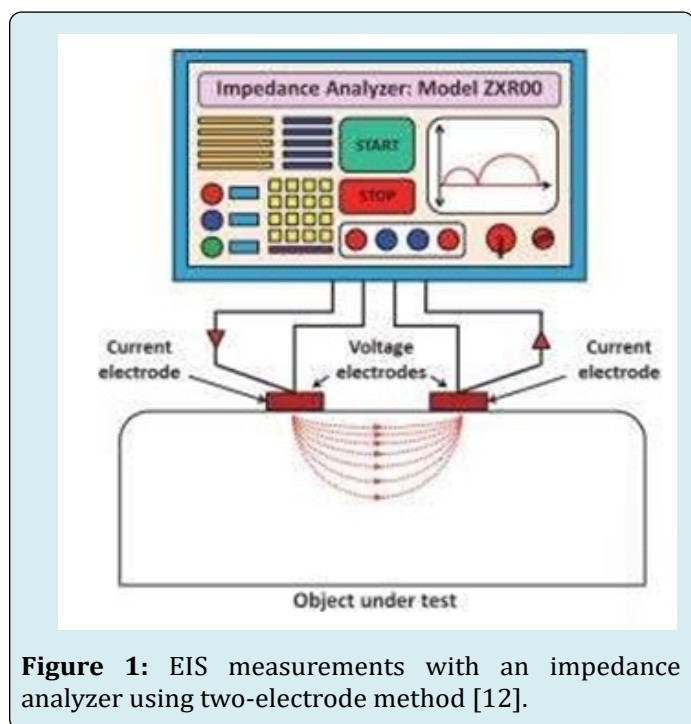 Impedance Analyzer: Model ZXR00
START
STOP
Current
electrode
Voltage
electrodes
Current
electrode
Object under test
Figure 1: EIS measurements with an impedance
analyzer using two-electrode method [12].